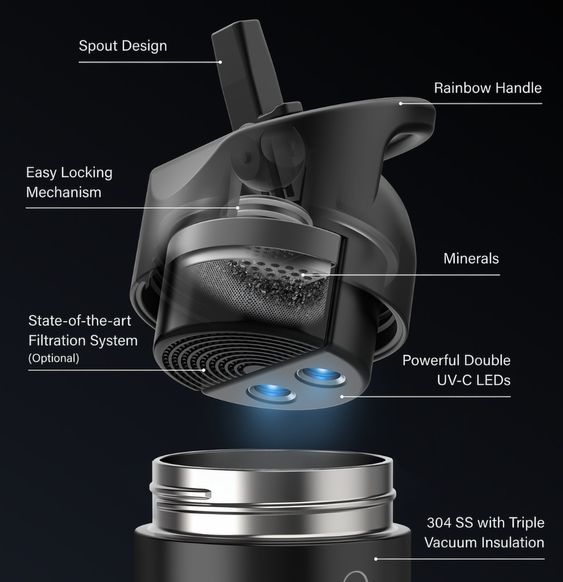 Spout Design
Rainbow Handle
Easy Locking
Mechanism
Minerals
State-of-the-art
Filtration System
(Optional)
Powerful Double
UV-C LEDs
304 SS with Triple
Vacuum Insulation